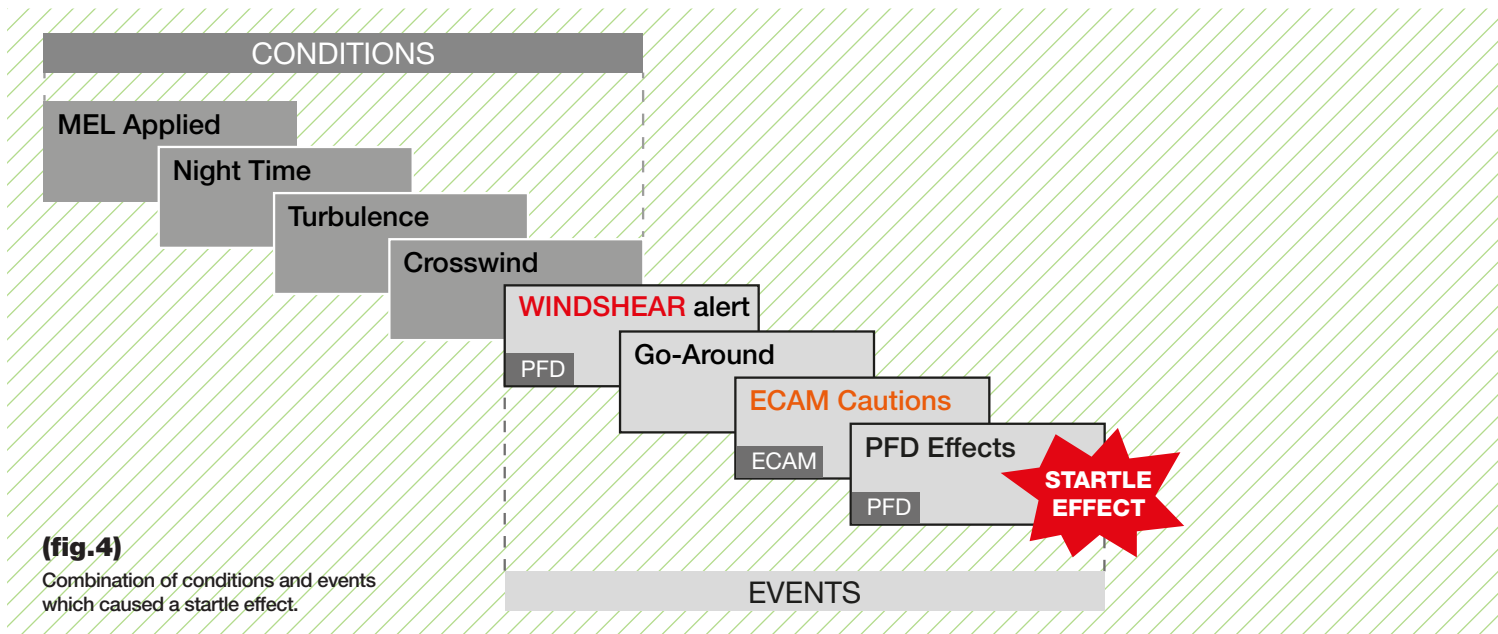 CONDITIONS
MEL Applied
Night Time
Turbulence
Crosswind
WINDSHEAR alert
PFD
Go-Around
ECAM Cautions
ECAM
PFD Effects
PFD
STARTLE
EFFECT
EVENTS
(fig.4)
Combination of conditions and events
which caused a startle effect.